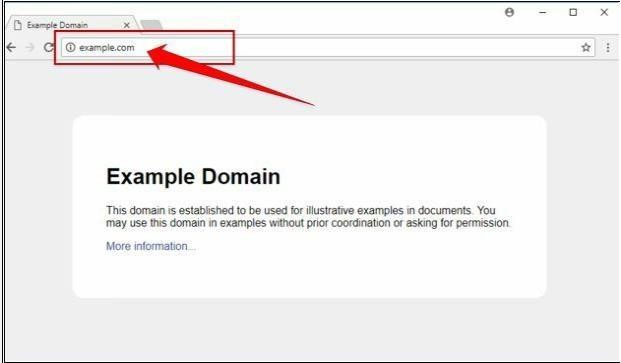 Example Domain
example.com
Example Domain
This domain is established to be used for illustrative examples in documents. You
may use this domain in examples without prior coordination or asking for permission.
More information...